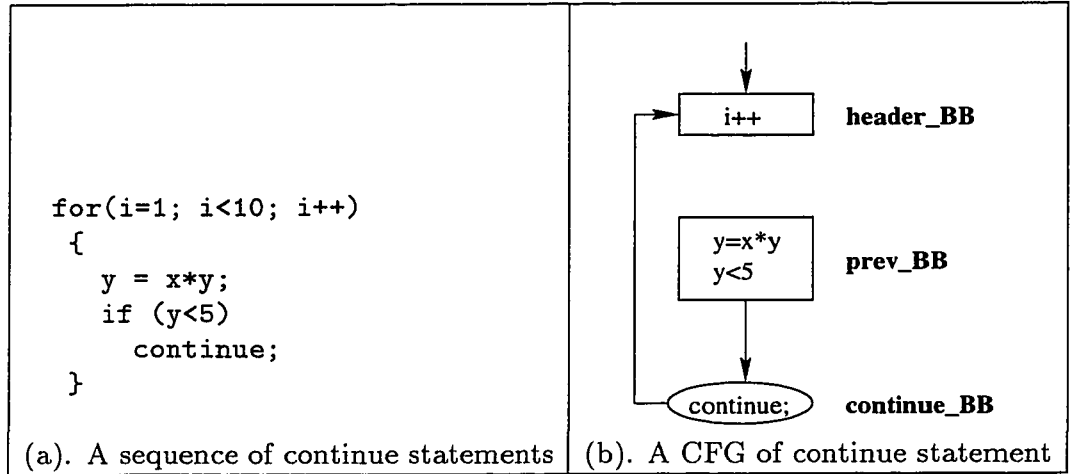 for(i=1; i<10; i++)
{
y = x*y;
if (y<5)
continue;
}
(a). A sequence of continue statements
i++
header_BB
y=x*y
y<5
prev_BB
continue;
continue_BB
(b). A CFG of continue statement